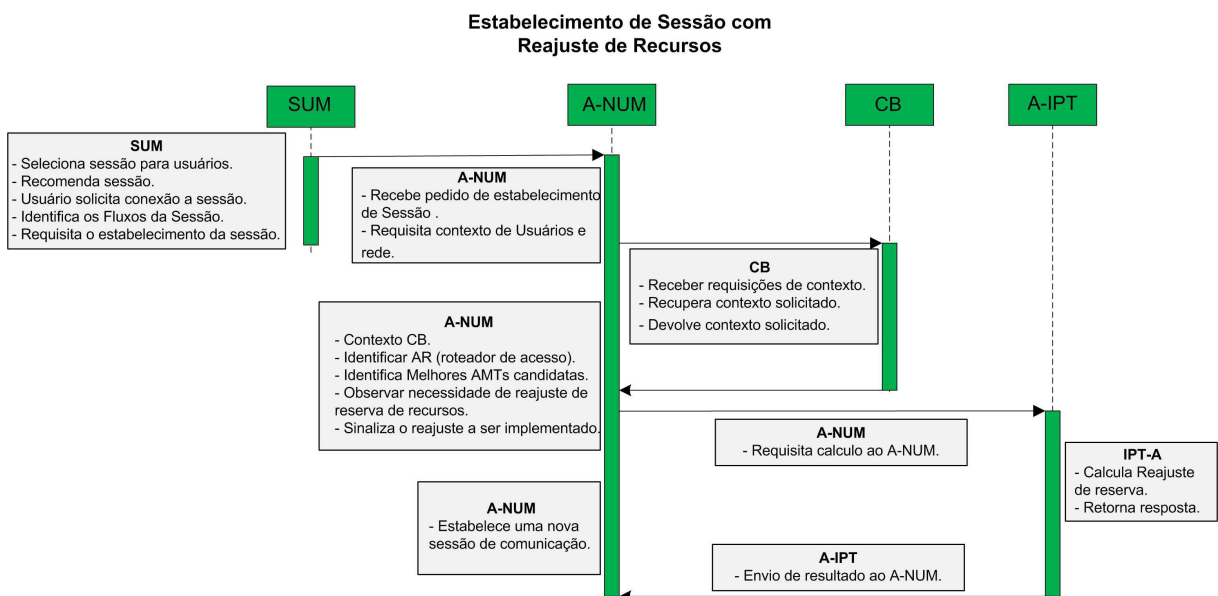 Estabelecimento de Sessão com
Reajuste de Recursos
SUM
A-NUM
CB
A-IPT
SUM
- Seleciona sessão para usuários.
- Recomenda sessão.
- Usuário solicita conexão a sessão.
- Identifica os Fluxos da Sessão.
- Requisita o estabelecimento da sessão.
A-NUM
- Recebe pedido de estabelecimento
de Sessão .
- Requisita contexto de Usuários e
rede.
CB
- Receber requisições de contexto.
- Recupera contexto solicitado.
- Devolve contexto solicitado.
A-NUM
- Contexto CB.
- Identificar AR (roteador de acesso).
- Identifica Melhores AMTs candidatas.
- Observar necessidade de reajuste de
reserva de recursos.
- Sinaliza o reajuste a ser implementado.
A-NUM
- Requisita calculo ao A-NUM.
IPT-A
- Calcula Reajuste
de reserva.
- Retorna resposta.
A-NUM
- Estabelece uma nova
sessão de comunicação.
A-IPT
- Envio de resultado ao A-NUM.